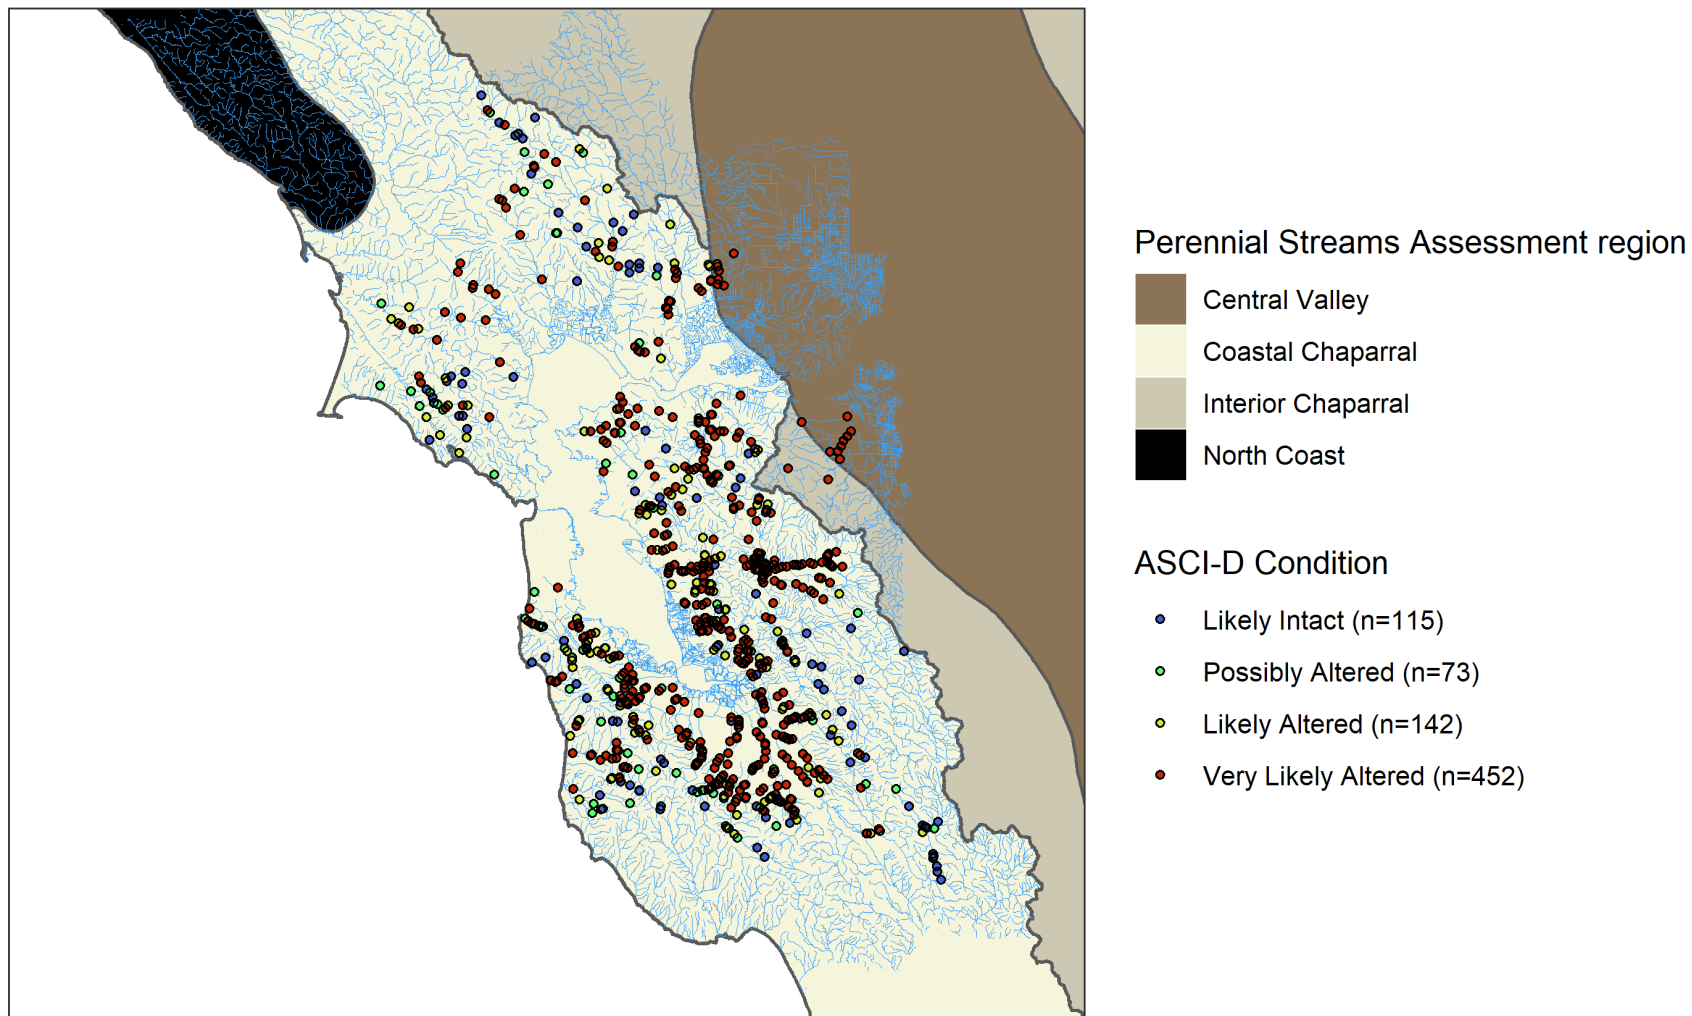 Perennial Streams Assessment region
Central Valley
Coastal Chaparral
Interior Chaparral
North Coast
ASCI-D Condition
Likely Intact (n=115)
Possibly Altered (n=73)
Likely Altered (n=142)
Very Likely Altered (n=452)